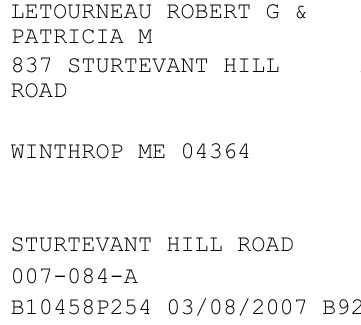 LETOURNEAU ROBERT G &
PATRICIA M
837 STURTEVANT HILL
ROAD
WINTHROP ME 04364
STURTEVANT HILL ROAD
007-084-A
B10458P254 03/08/2007 B92